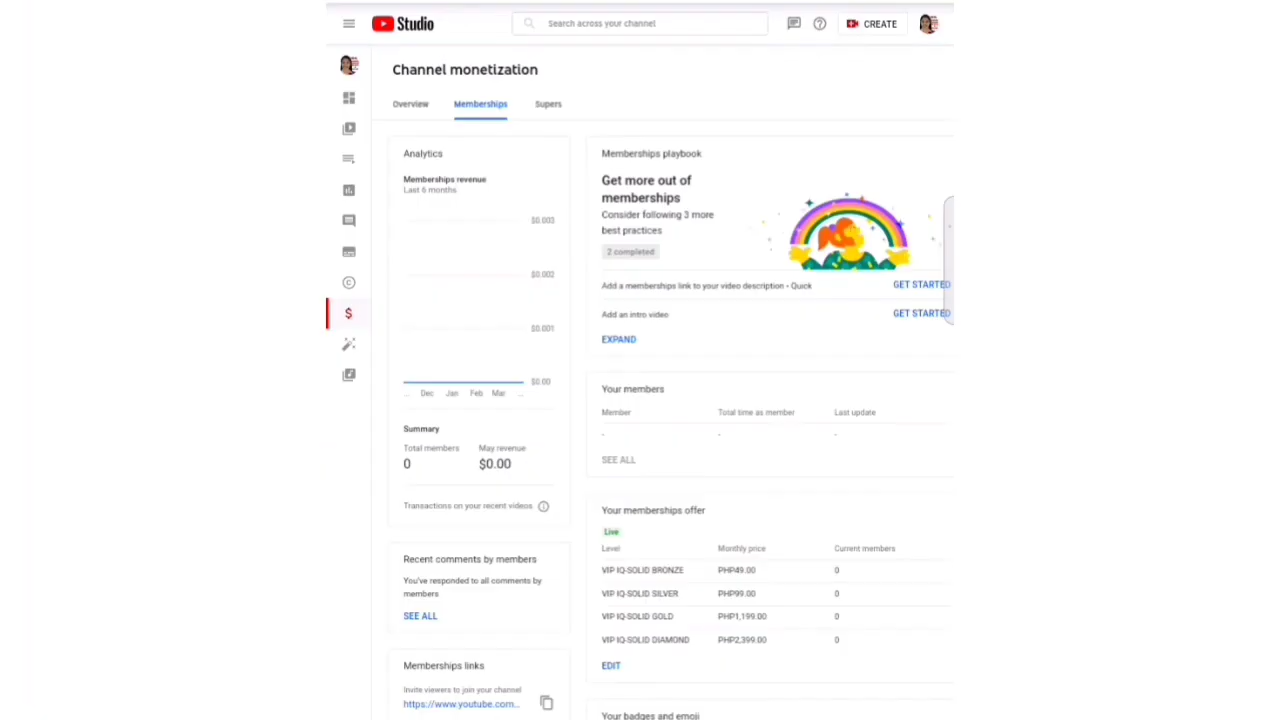 Studio
Search across your channel
CREATE
Channel monetization
Overview
Memberships
Supers
Analytics
Memberships revenue
Last 6 months
$0.003
$0.002
$0.001
$0.00
... Dec Jan Feb Mar ...
Summary
Total members May revenue
0 $0.00
Transactions on your recent videos
Recent comments by members
You've responded to all comments by
members
SEE ALL
Memberships links
Invite viewers to join your channel
https://www.youtube.com...
Memberships playbook
Get more out of
memberships
Consider following 3 more
best practices
2 completed
Add a memberships link to your video description • Quick GET STARTED
Add an intro video GET STARTED
EXPAND
Your members
Member Total time as member Last update
- - -
SEE ALL
Your memberships offer
Live
Level Monthly price Current members
VIP IQ-SOLID BRONZE PHP49.00 0
VIP IQ-SOLID SILVER PHP99.00 0
VIP IQ-SOLID GOLD PHP1,199.00 0
VIP IQ-SOLID DIAMOND PHP2,399.00 0
EDIT
Your badges and emoji